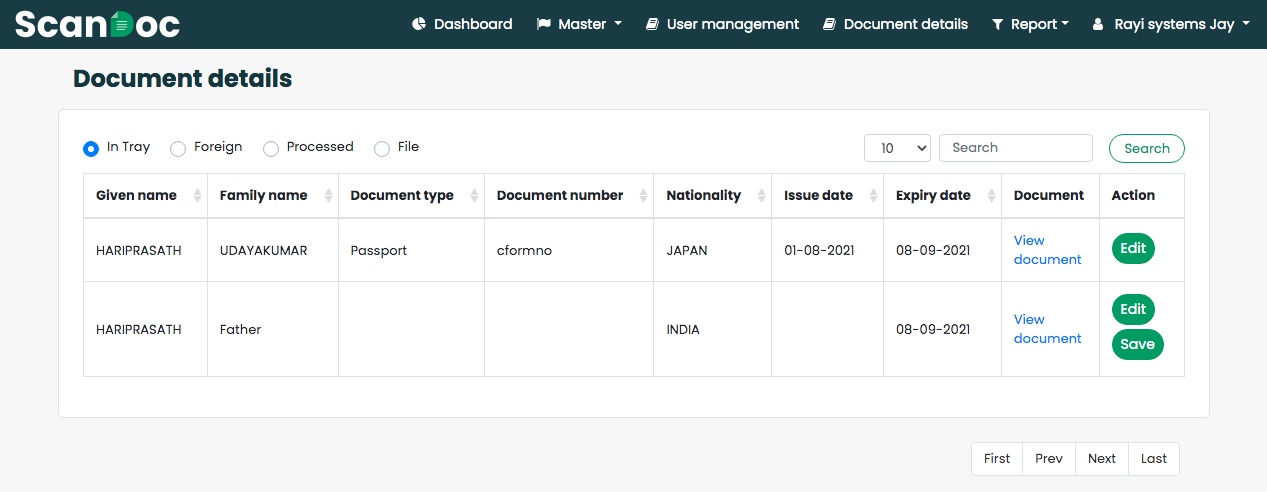 ScanDoc
Dashboard Master User management Document details Report Rayi systems Jay
Document details
In Tray Foreign Processed File 10 Search Search
Given name Family name Document type Document number Nationality Issue date Expiry date Document Action
HARIPRASATH UDAYAKUMAR Passport cformno JAPAN 01-08-2021 08-09-2021 View document Edit
HARIPRASATH Father INDIA 08-09-2021 View document Edit Save
First Prev Next Last